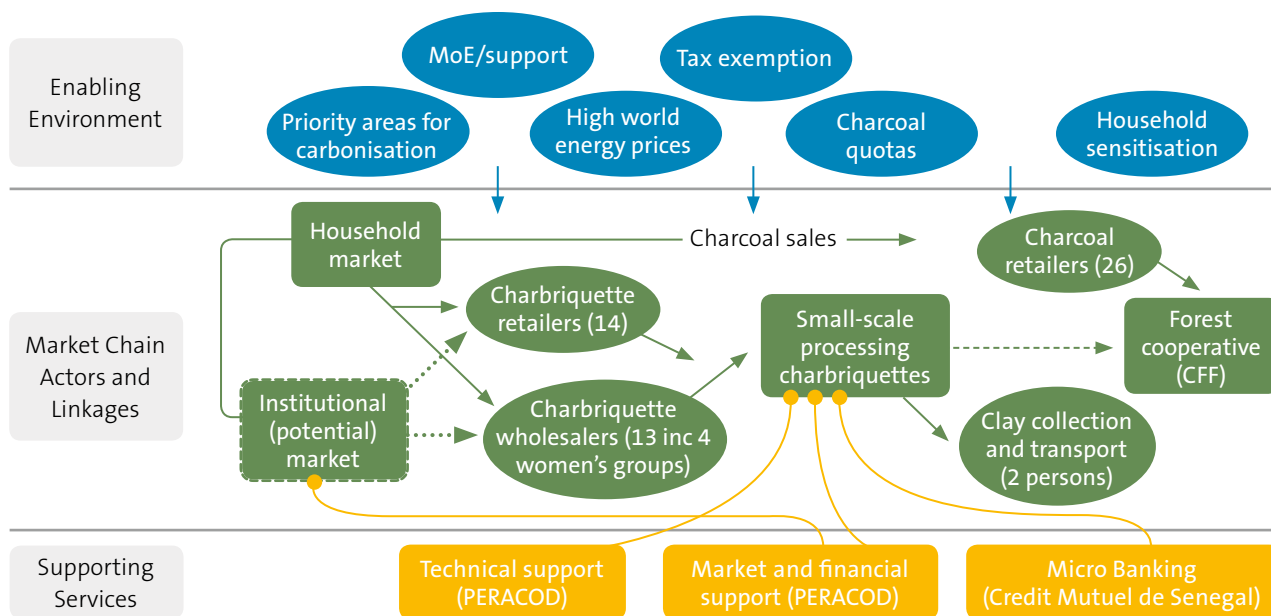 Enabling
Environment
MoE/support
Tax exemption
Priority areas for
carbonisation
High world
energy prices
Charcoal
quotas
Household
sensitisation
Market Chain
Actors and
Linkages
Household
market
Charcoal sales
Charcoal
retailers (26)
Charbriquette
retailers (14)
Small-scale
processing
charbriquettes
Forest
cooperative
(CFF)
Institutional
(potential)
market
Charbriquette
wholesalers (13 inc 4
women's groups)
Clay collection
and transport
(2 persons)
Supporting
Services
Technical support
(PERACOD)
Market and financial
support (PERACOD)
Micro Banking
(Credit Mutuel de Senegal)